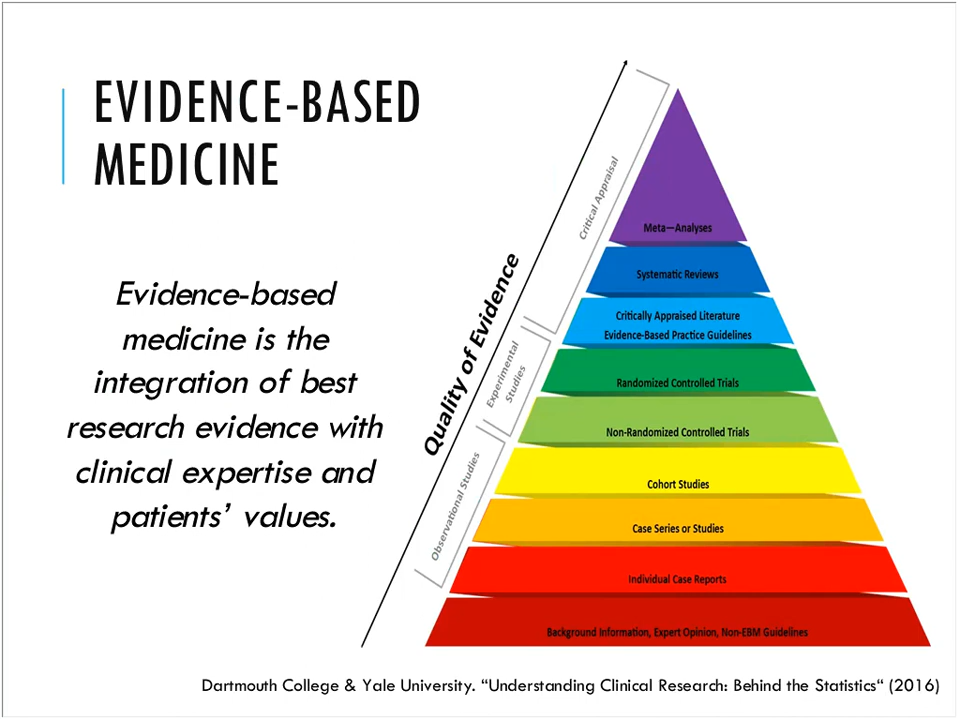 EVIDENCE-BASED
MEDICINE
Evidence-based
medicine is the
integration of best
research evidence with
clinical expertise and
patients’ values.
Quality of Evidence
Critical Appraisal
Experimental
Studies
Observational Studies
Meta—Analyses
Systematic Reviews
Critically Appraised Literature
Evidence-Based Practice Guidelines
Randomized Controlled Trials
Non-Randomized Controlled Trials
Cohort Studies
Case Series or Studies
Individual Case Reports
Background Information, Expert Opinion, Non-EBM Guidelines
Dartmouth College & Yale University. “Understanding Clinical Research: Behind the Statistics“ (2016)